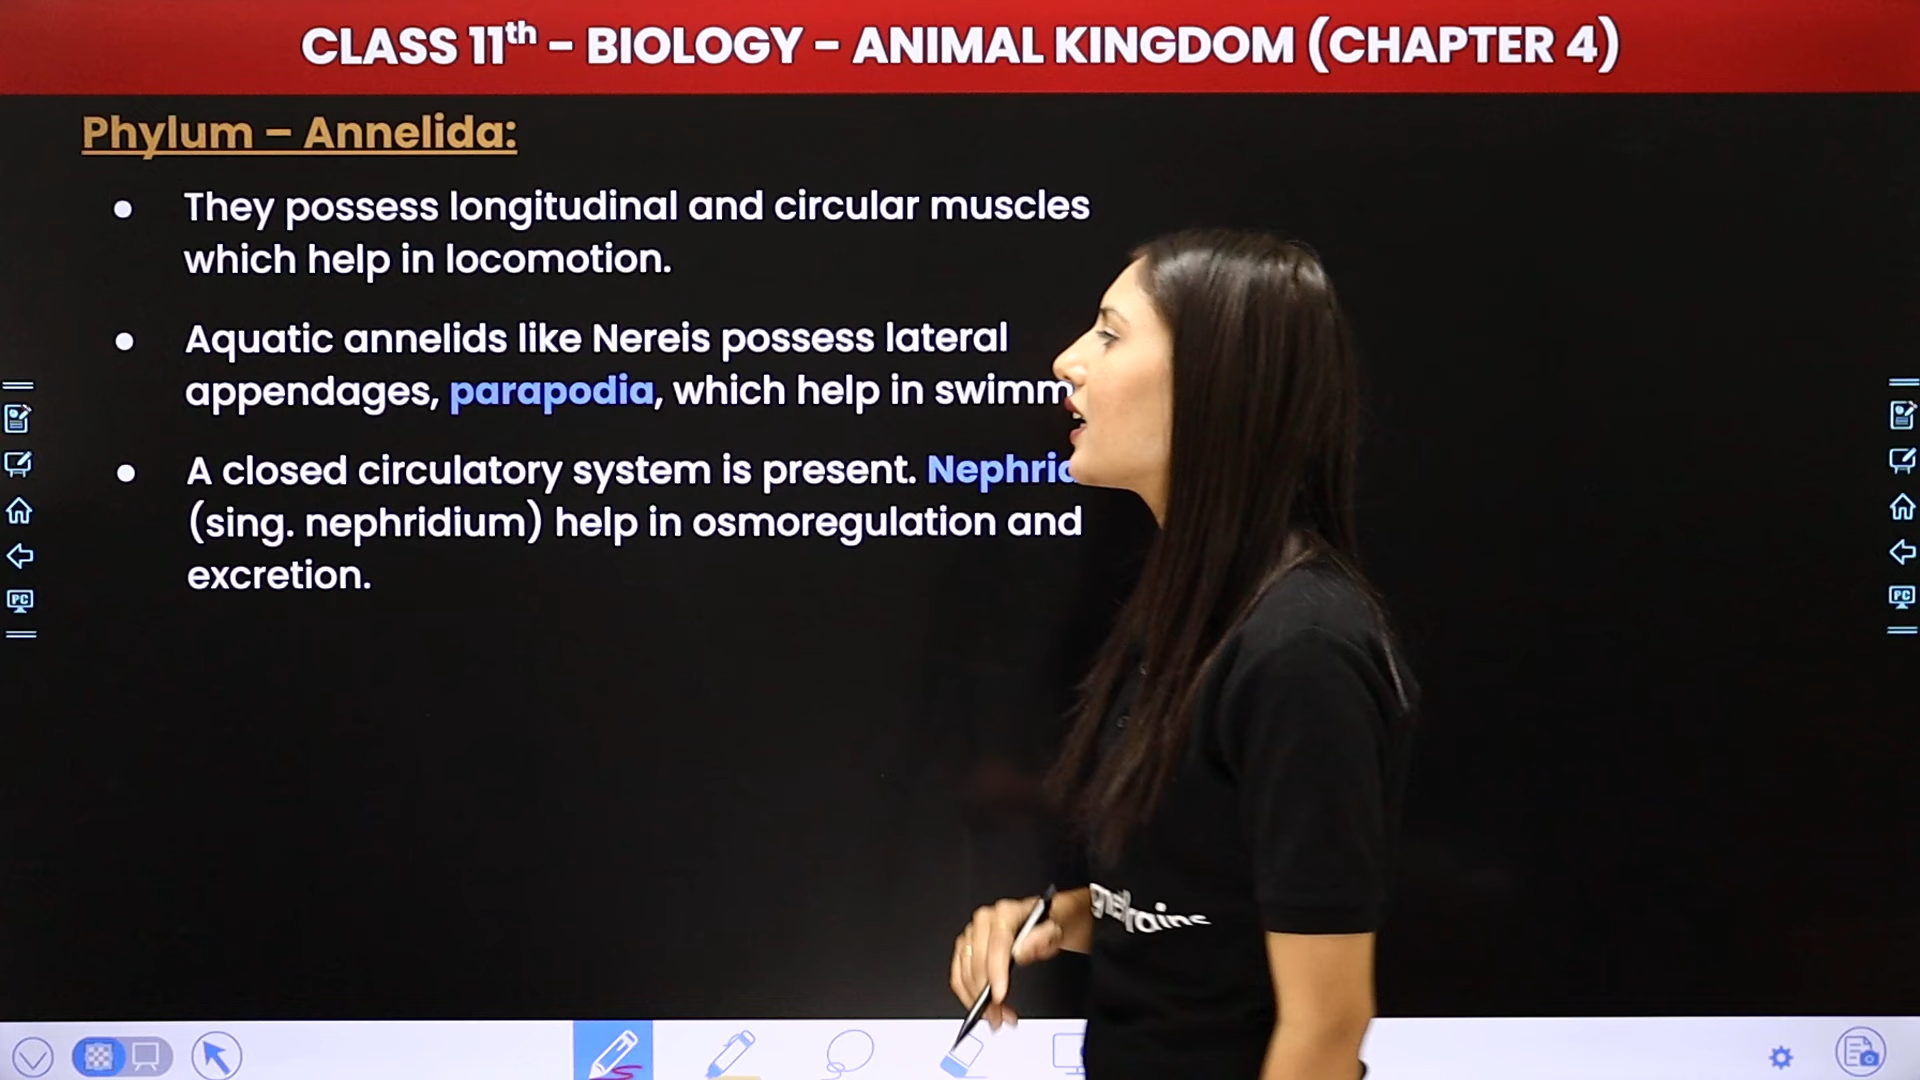 CLASS 11th – BIOLOGY – ANIMAL KINGDOM (CHAPTER 4)
Phylum – Annelida:
• They possess longitudinal and circular muscles
which help in locomotion.
• Aquatic annelids like Nereis possess lateral
appendages, parapodia, which help in
• A closed circulatory system is present.
(sing. nephridium) help in osmoregulation and
excretion.
PC
PC